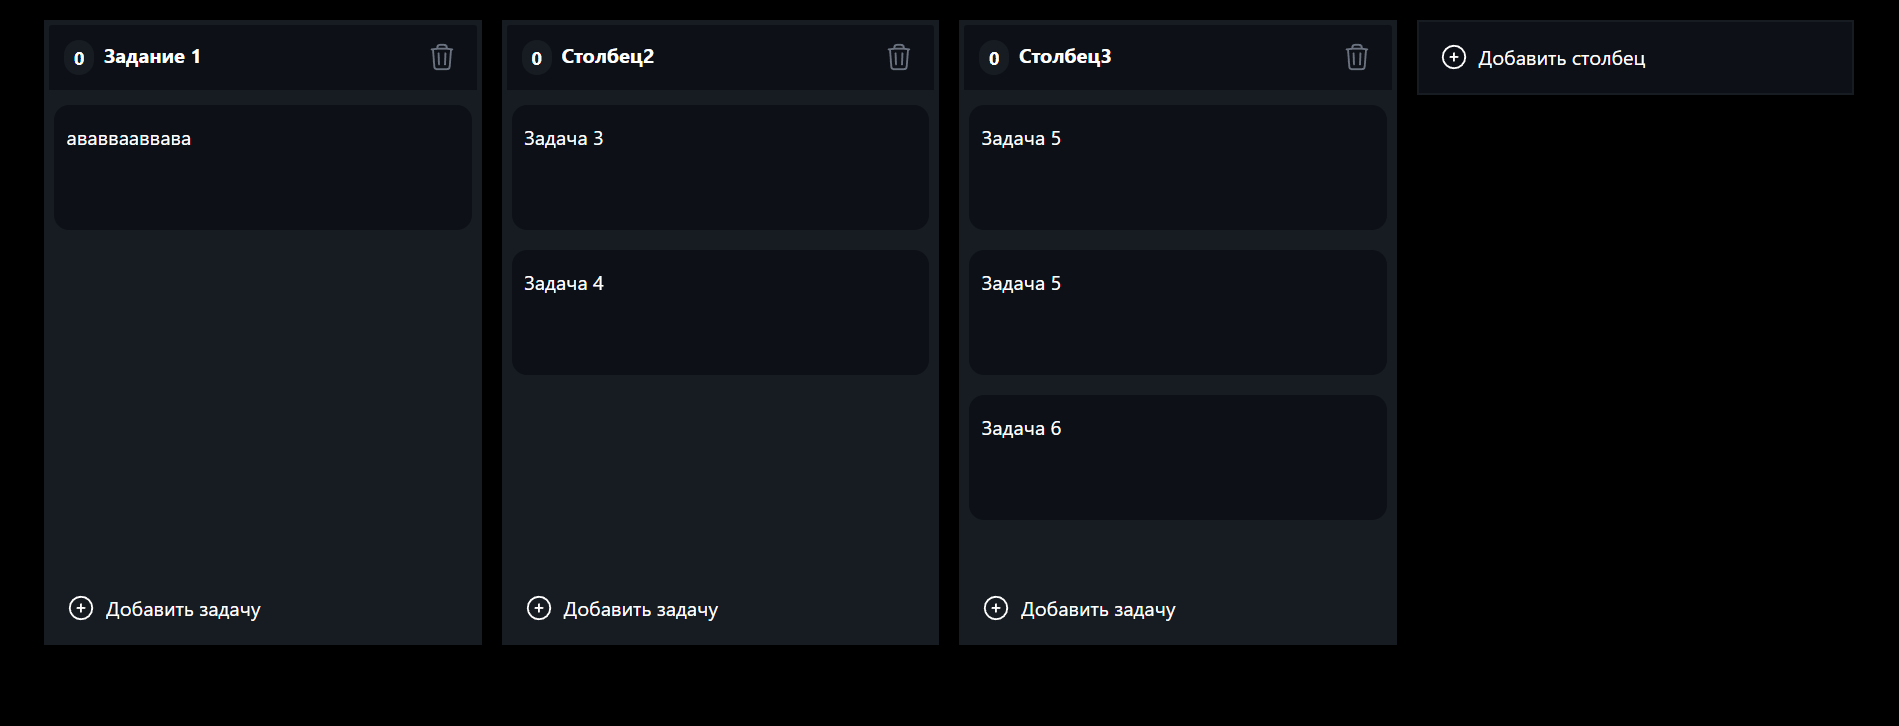 0 Задание 1
ававвааввава
Добавить задачу
0 Столбец2
Задача 3
Задача 4
Добавить задачу
0 Столбец3
Задача 5
Задача 5
Задача 6
Добавить задачу
Добавить столбец